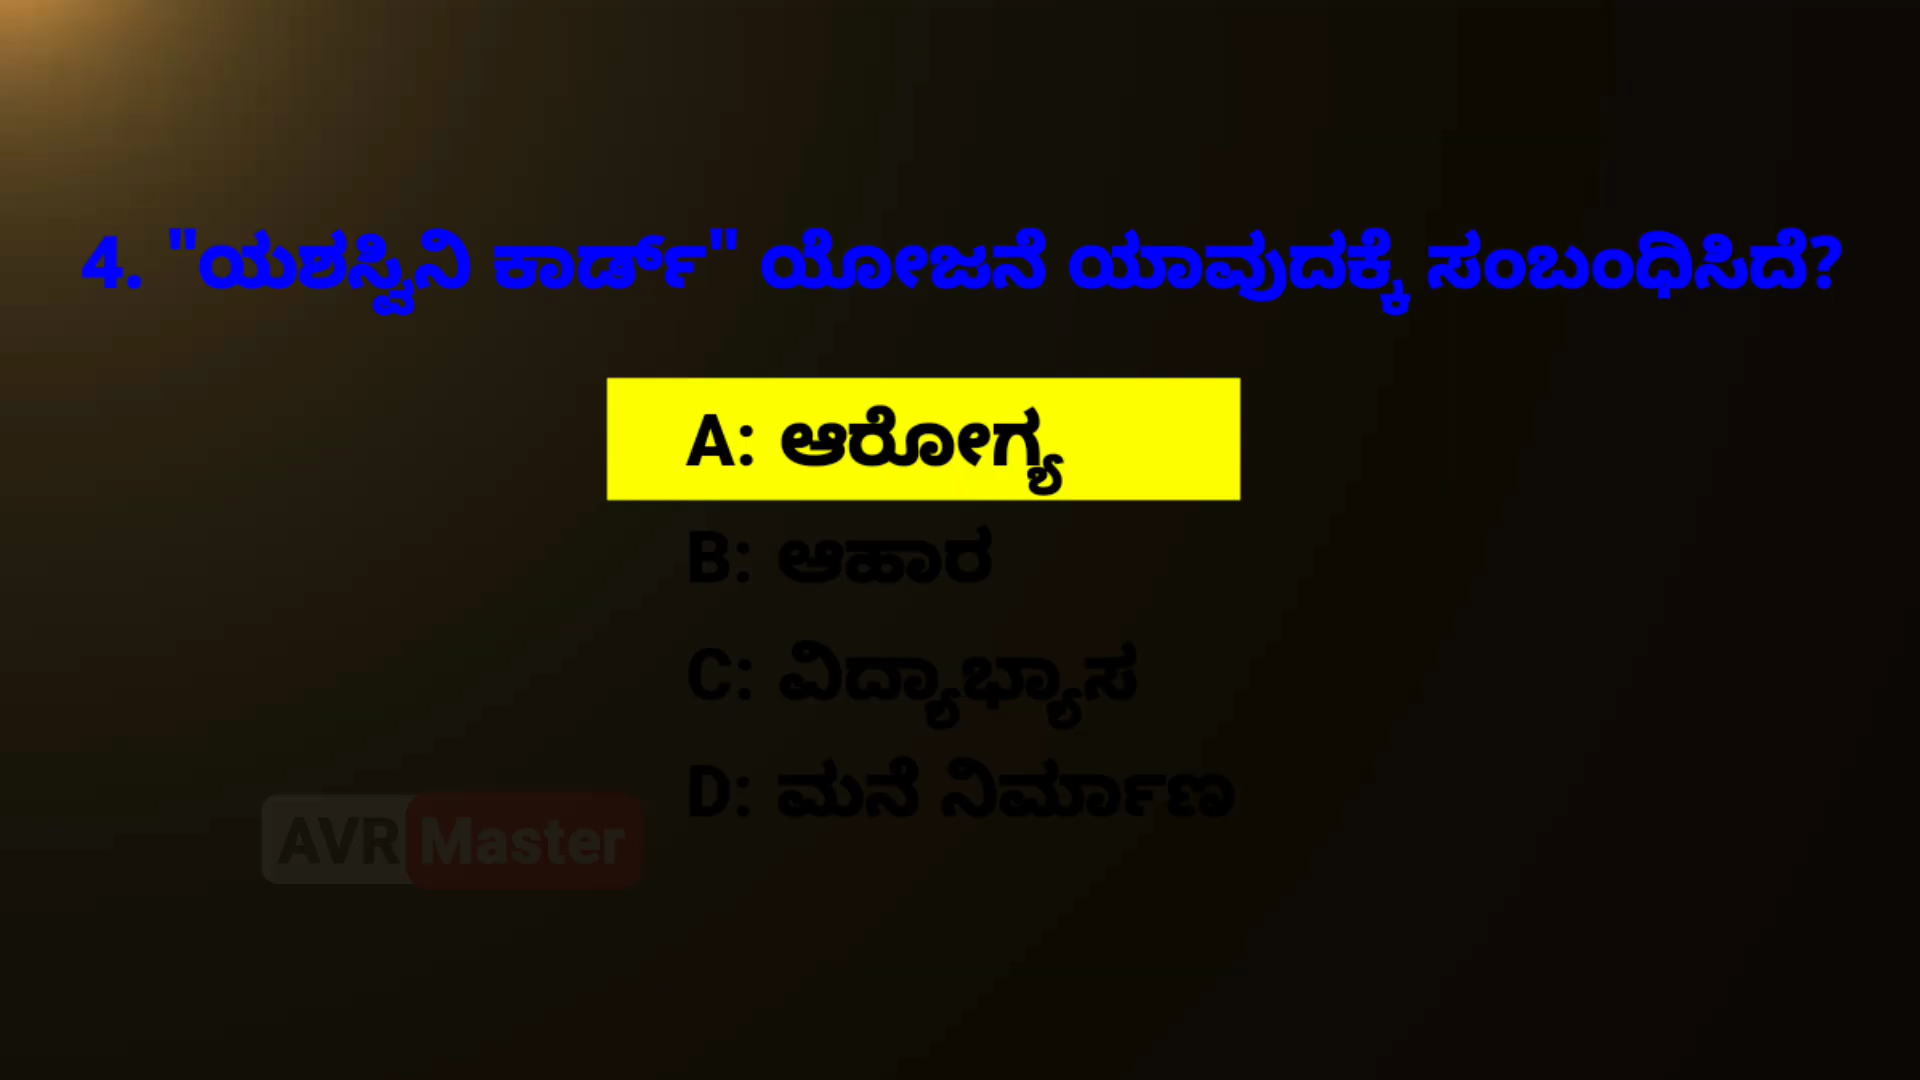 4. "ಯಶಸ್ವಿನಿ ಕಾರ್ಡ್" ಯೋಜನೆ ಯಾವುದಕ್ಕೆ ಸಂಬಂಧಿಸಿದೆ?
A: ಆರೋಗ್ಯ
B: ಆಹಾರ
C: ವಿದ್ಯಾಭ್ಯಾಸ
D: ಮನೆ ನಿರ್ಮಾಣ
AVR Master